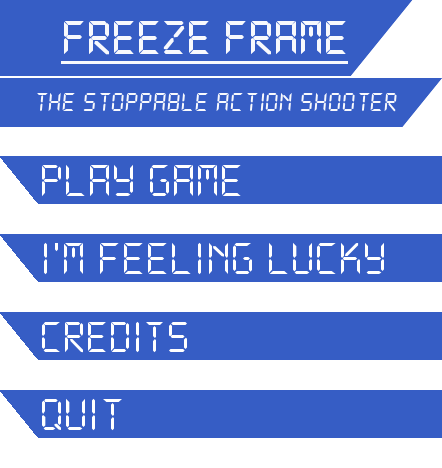 FREEZE FRAME
THE STOPPABLE ACTION SHOOTER
PLAY GAME
I'M FEELING LUCKY
CREDITS
QUIT